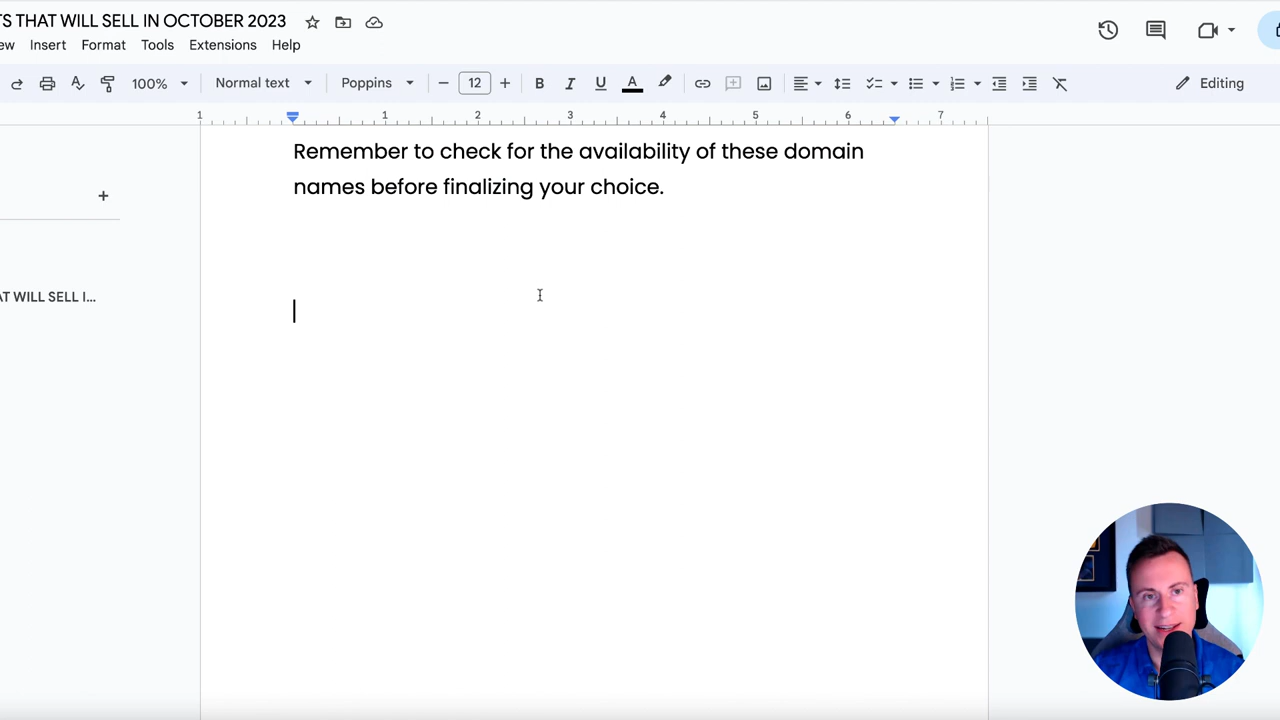 TS THAT WILL SELL IN OCTOBER 2023
ew Insert Format Tools Extensions Help
100% Normal text Poppins 12 B I U A Editing
1 1 2 3 4 5 6 7
Remember to check for the availability of these domain
names before finalizing your choice.
AT WILL SELL I...